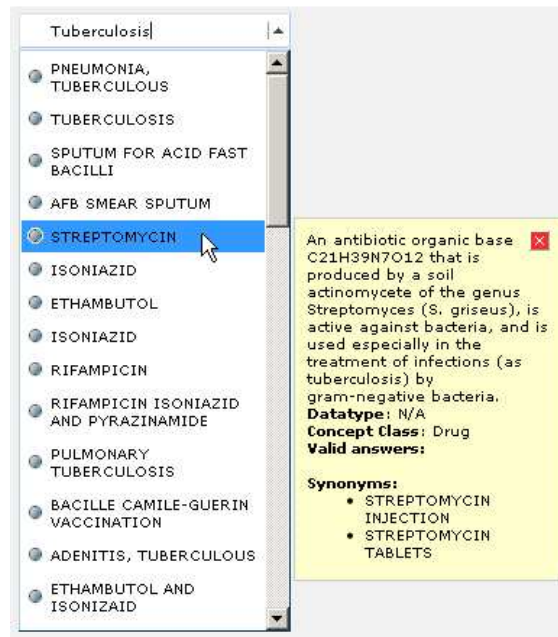 Tuberculosis
PNEUMONIA,
TUBERCULOUS
TUBERCULOSIS
SPUTUM FOR ACID FAST
BACILLI
AFB SMEAR SPUTUM
STREPTOMYCIN
ISONIAZID
ETHAMBUTOL
ISONIAZID
RIFAMPICIN
RIFAMPICIN ISONIAZID
AND PYRAZINAMIDE
PULMONARY
TUBERCULOSIS
BACILLE CAMILE-GUERIN
VACCINATION
ADENITIS, TUBERCULOUS
ETHAMBUTOL AND
ISONIZAID
An antibiotic organic base
C21H39N7O12 that is
produced by a soil
actinomycete of the genus
Streptomyces (S. griseus), is
active against bacteria, and is
used especially in the
treatment of infections (as
tuberculosis) by
gram-negative bacteria.
Datatype: N/A
Concept Class: Drug
Valid answers:
Synonyms:
• STREPTOMYCIN
INJECTION
• STREPTOMYCIN
TABLETS